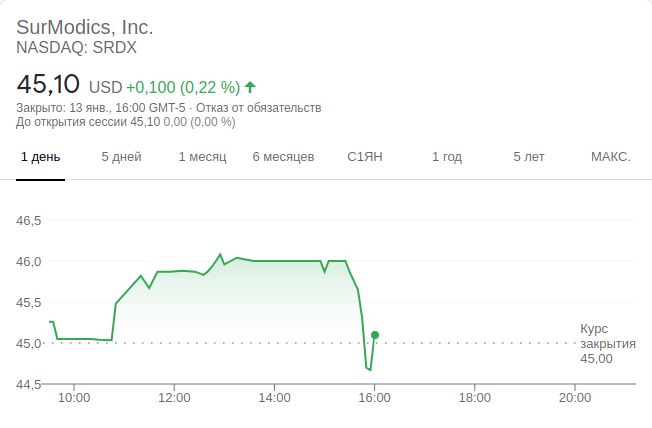 SurModics, Inc.
NASDAQ: SRDX
45,10 USD +0,100 (0,22 %)
Закрыто: 13 янв., 16:00 GMT-5 · Отказ от обязательств
До открытия сессии 45,10 0,00 (0,00 %)
1 день 5 дней 1 месяц 6 месяцев С1ЯН 1 год 5 лет МАКС.
46,5
46,0
45,5
45,0
44,5
Курс
закрытия
45,00
10:00 12:00 14:00 16:00 18:00 20:00